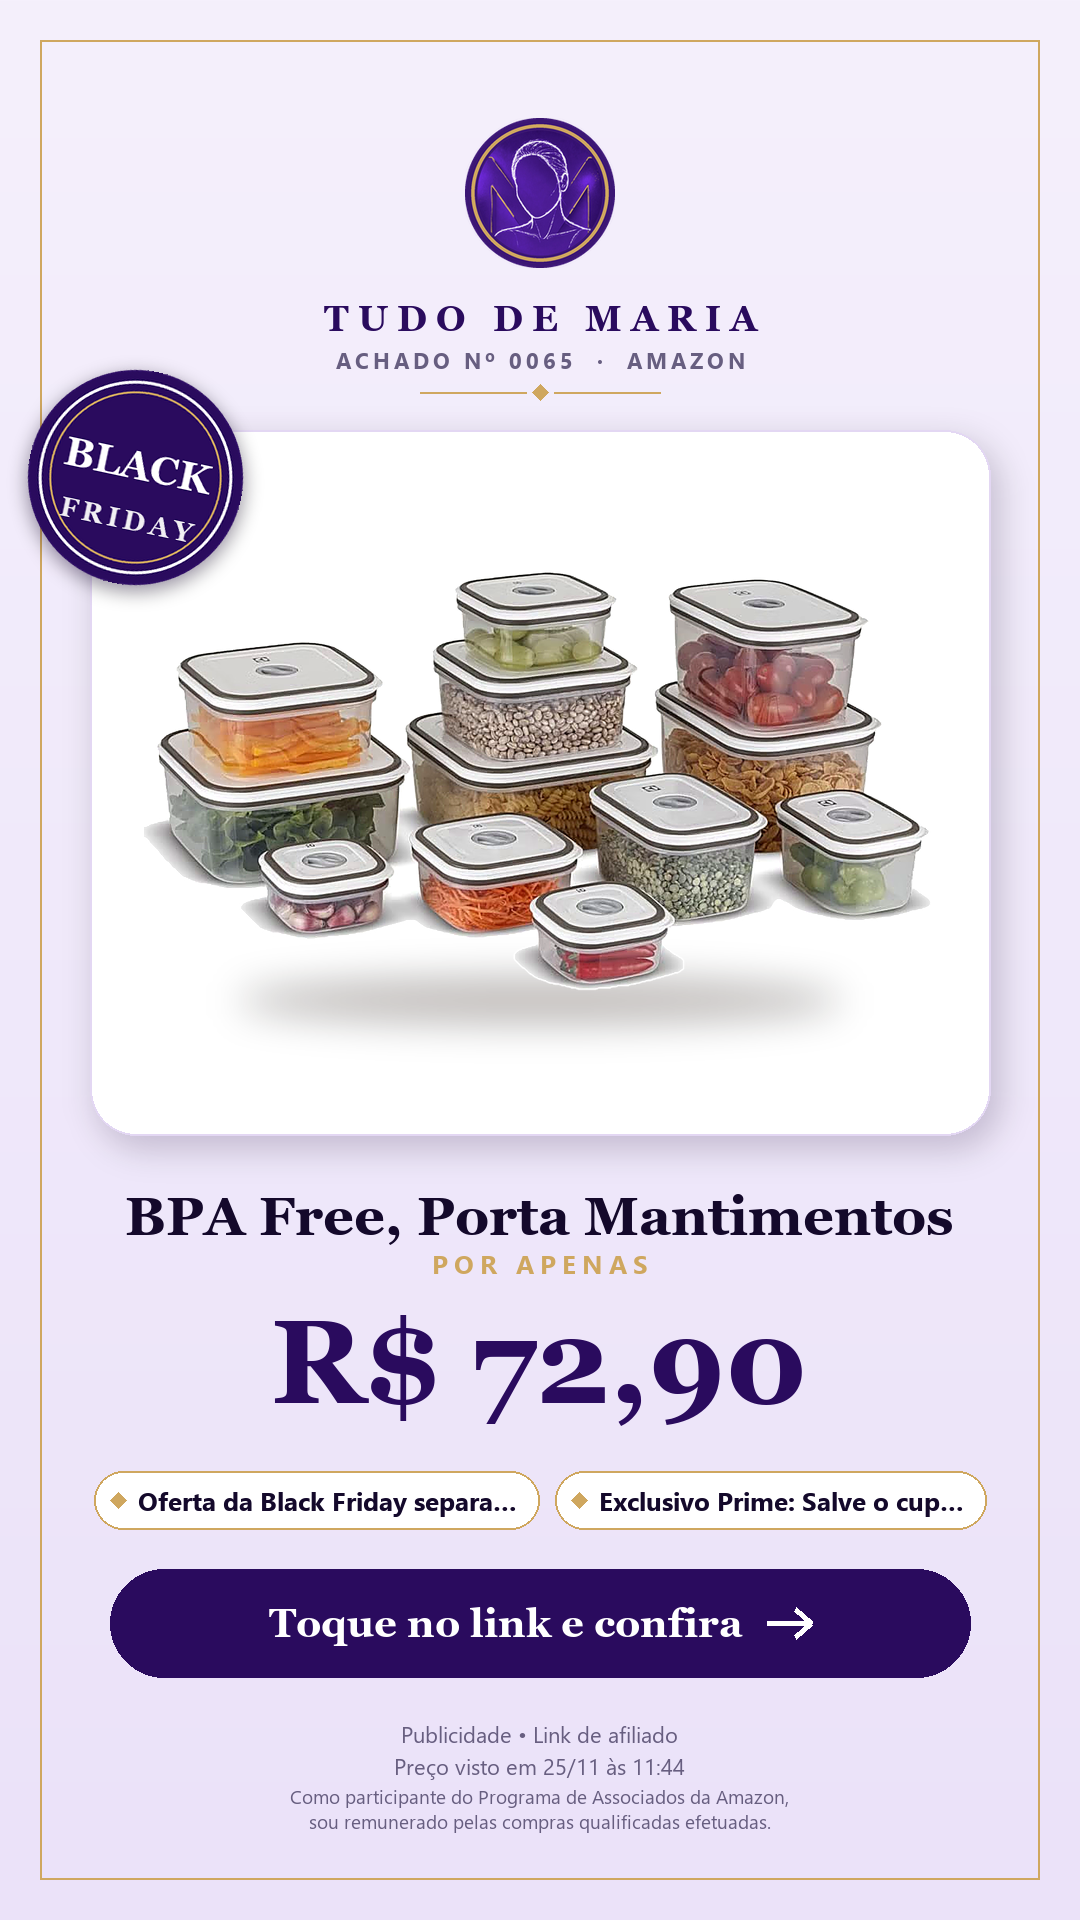 TUDO DE MARIA
ACHADO Nº 0065 · AMAZON
BLACK
FRIDAY
BPA Free, Porta Mantimentos
POR APENAS
R$ 72,90
Oferta da Black Friday separa...
Exclusivo Prime: Salve o cup...
Toque no link e confira →
Publicidade • Link de afiliado
Preço visto em 25/11 às 11:44
Como participante do Programa de Associados da Amazon,
sou remunerado pelas compras qualificadas efetuadas.